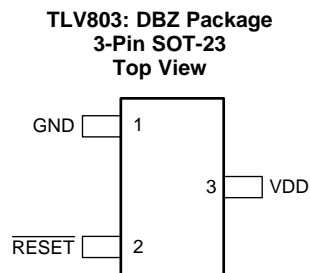 TLV803: DBZ Package
3-Pin SOT-23
Top View
GND 1
3 VDD
RESET 2